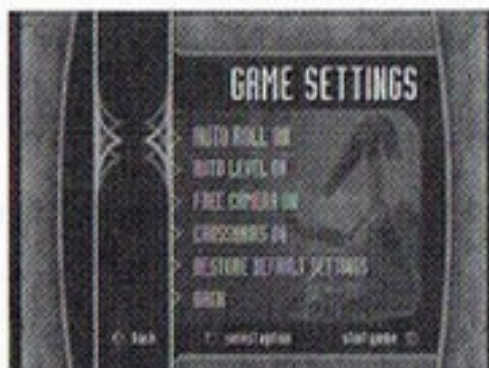 GAME SETTINGS
AUTO ROLL ON
AUTO LEVEL ON
FREE CAMERA ON
CROSSHAIRS ON
RESTORE DEFAULT SETTINGS
BACK
back select option start game